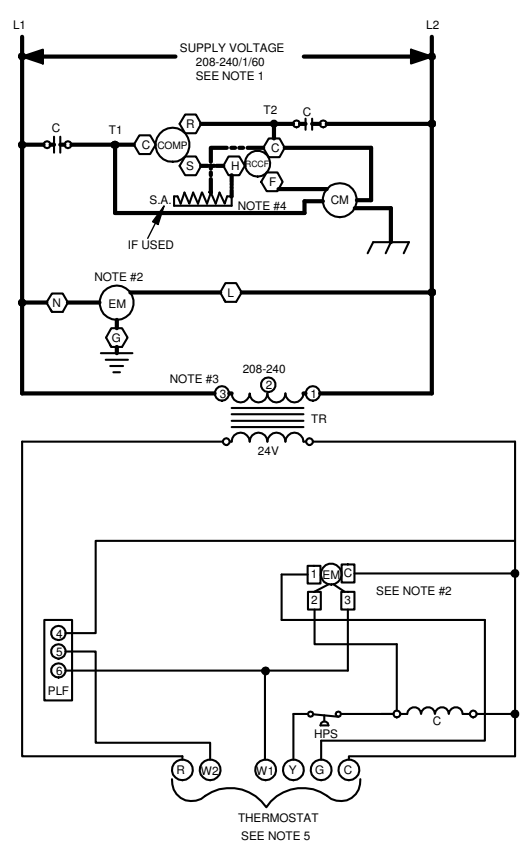 L1
L2
SUPPLY VOLTAGE
208-240/1/60
SEE NOTE 1
C
T1
C
COMP
R
S
T2
C
C
H
RCCF
F
S.A.
NOTE #4
CM
IF USED
NOTE #2
N
EM
L
G
NOTE #3
208-240
3
2
1
TR
24V
1
EM
C
2
3
SEE NOTE #2
4
5
6
PLF
HPS
C
R
W2
W1
Y
G
C
THERMOSTAT
SEE NOTE 5